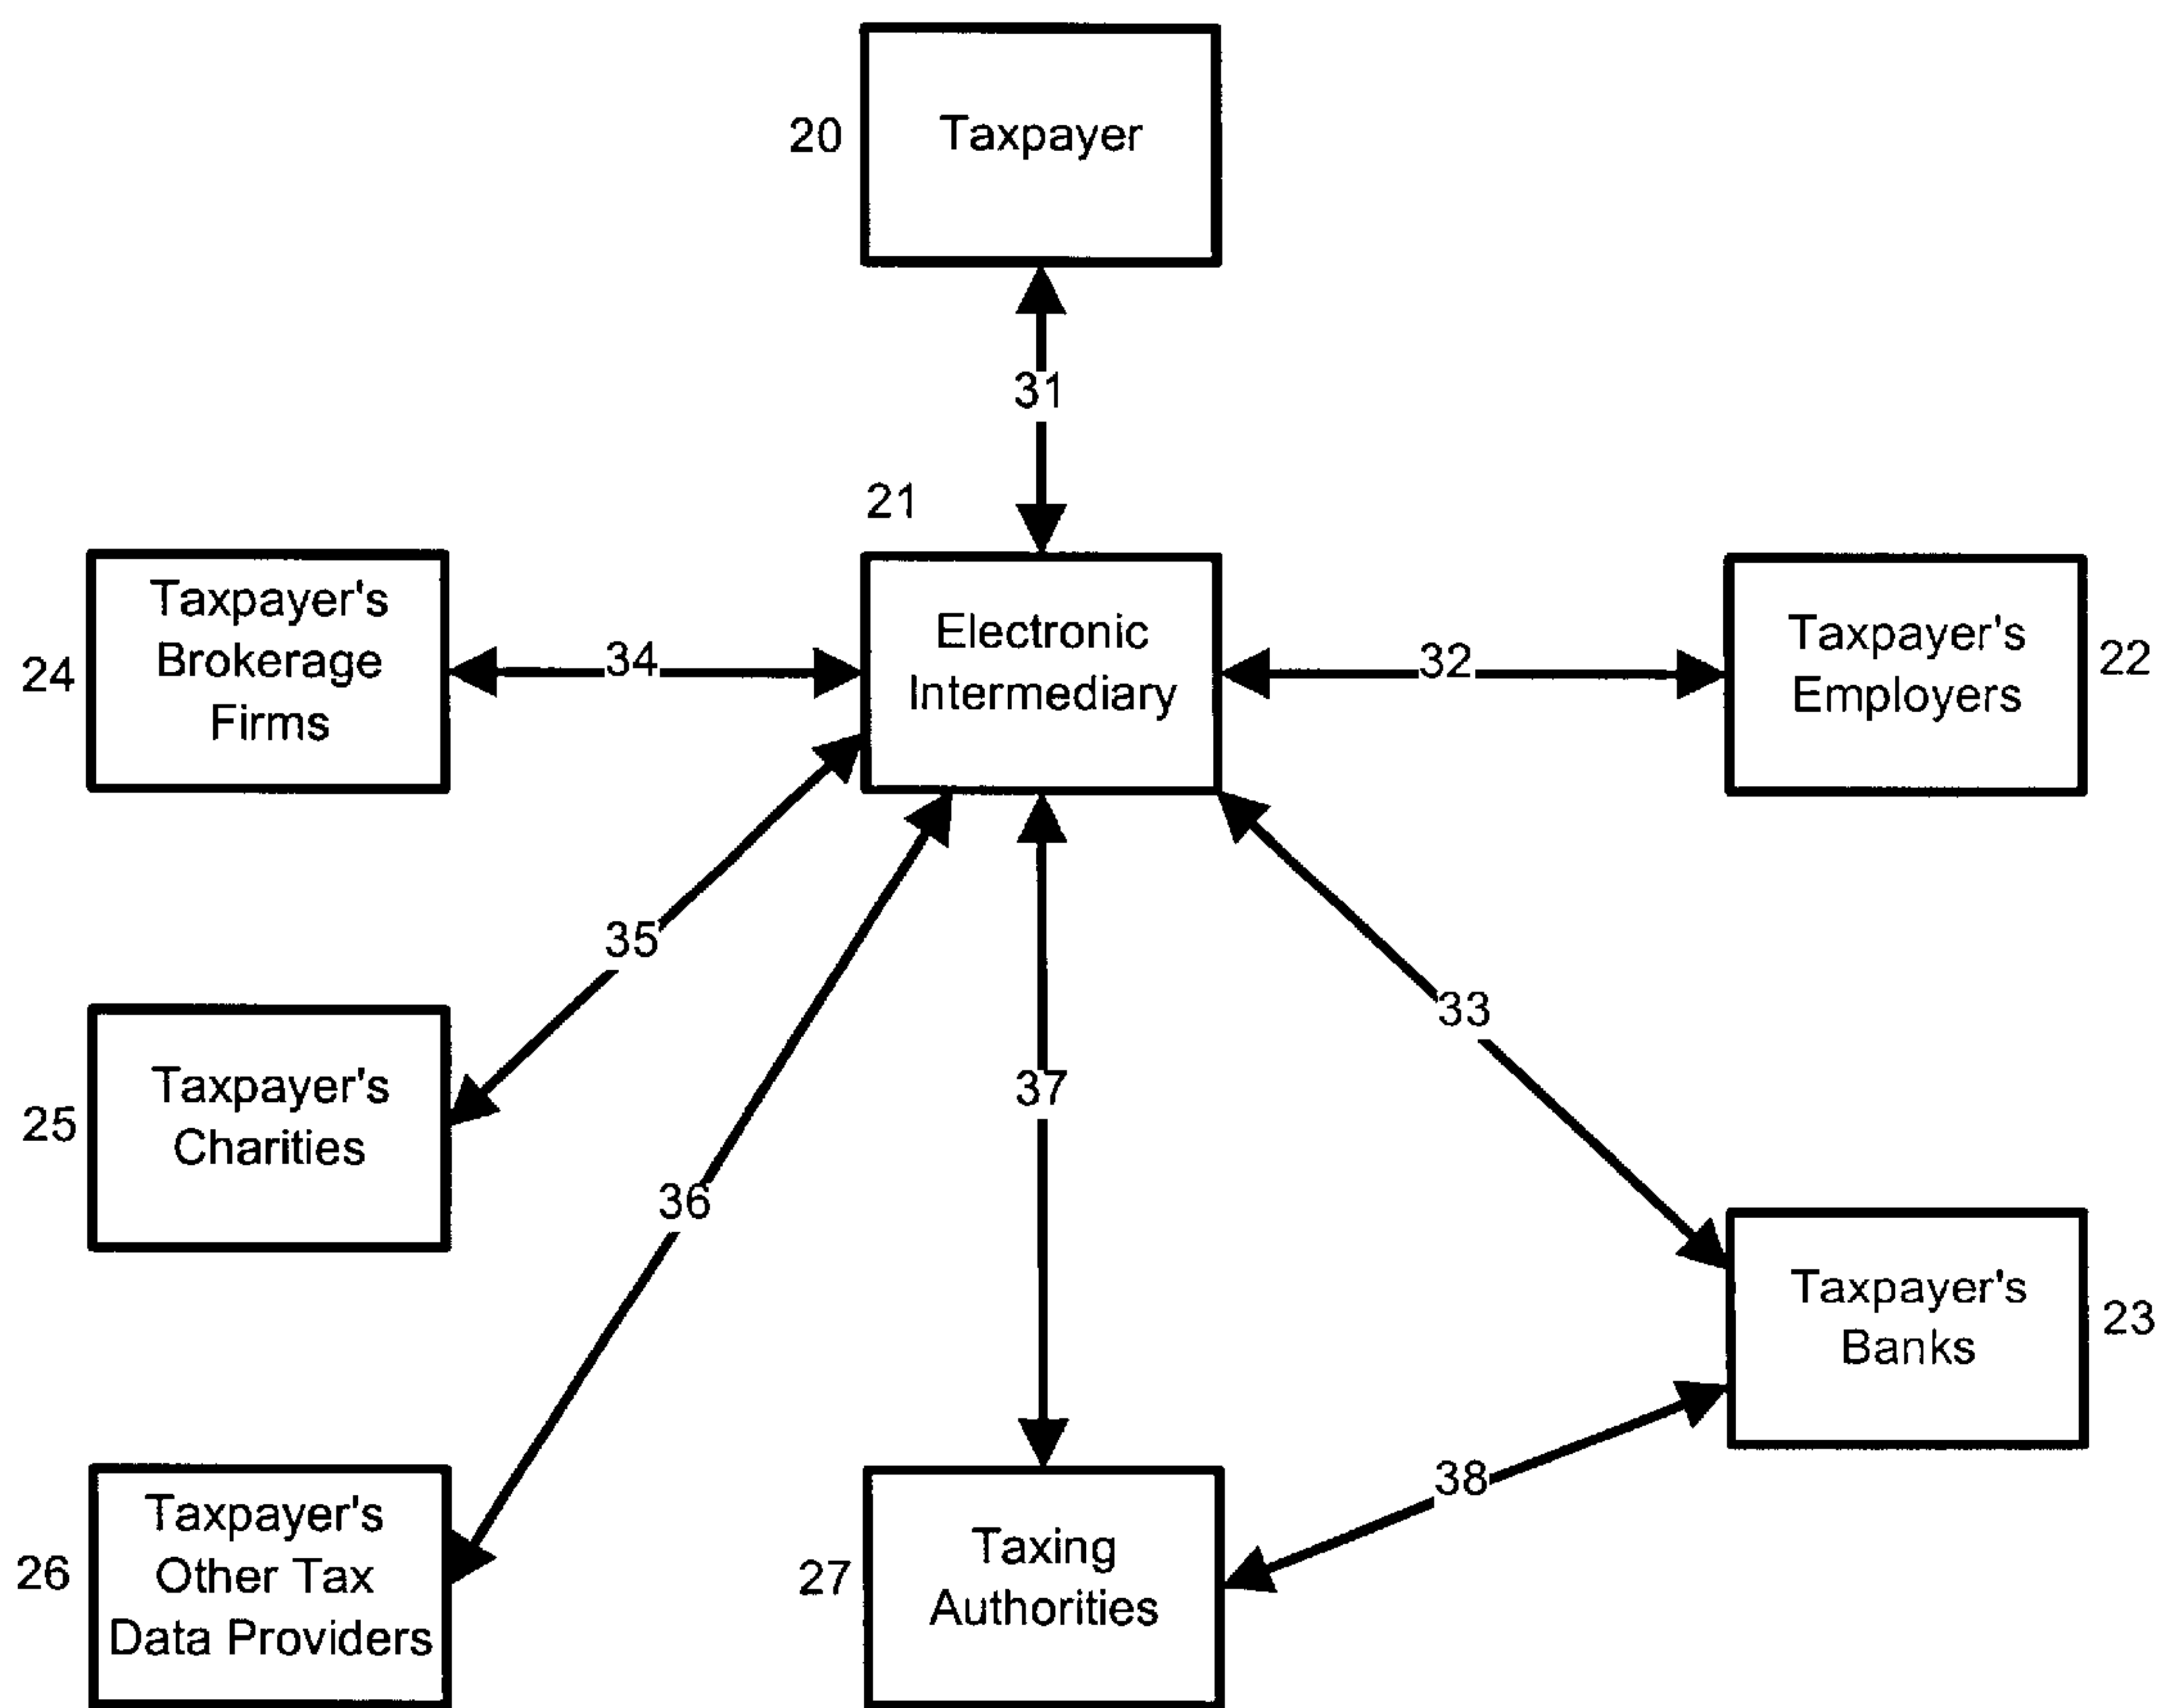 20
Taxpayer
31
21
Electronic
Intermediary
24
Taxpayer's
Brokerage
Firms
34
32
Taxpayer's
Employers
22
35
33
25
Taxpayer's
Charities
36
37
Taxpayer's
Banks
23
38
26
Taxpayer's
Other Tax
Data Providers
27
Taxing
Authorities